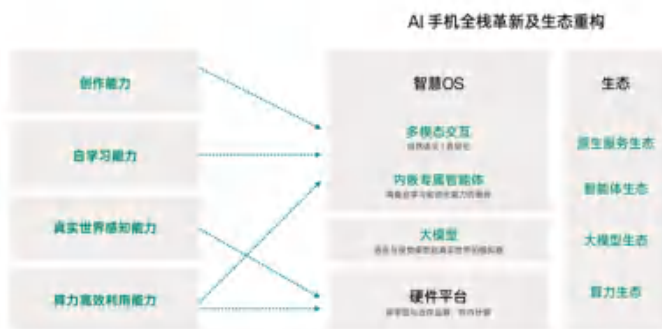 AI 手机全栈革新及生态重构
创作能力
自学习能力
真实世界感知能力
算力高效利用能力
智慧OS
多模态交互
内嵌专属智能体
大模型
硬件平台
生态
原生服务生态
智能体生态
大模型生态
算力生态